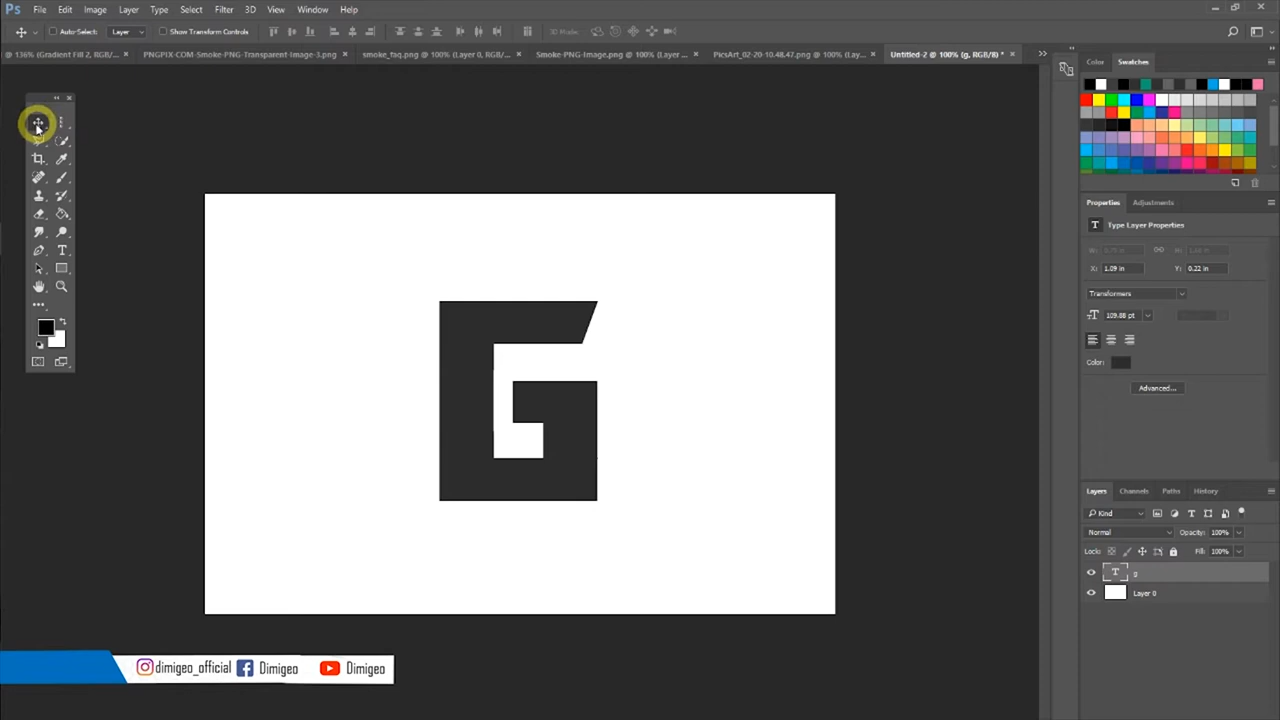 Ps File Edit Image Layer Type Select Filter 3D View Window Help
Auto-Select: Layer Show Transform Controls 3D Mode:
@ 136% (Gradient Fill 2, RGB/8... × PNGPIX-COM-Smoke-PNG-Transparent-Image-3.png × smoke_faq.png @ 100% (Layer 0, RGB/... × Smoke-PNG-Image.png @ 100% (Layer ... × PicsArt_02-20-10.48.47.png @ 100% (Lay... × Untitled-2 @ 100% (g, RGB/8) * ×
Color Swatches
G
Properties Adjustments
T Type Layer Properties
W: H:
X: 1.09 in Y: 0.22 in
Transformers
109.88 pt
Color:
Advanced...
Layers Channels Paths History
Kind
Normal Opacity: 100%
Lock: Fill: 100%
T g
Layer 0
dimigeo_official Dimigeo Dimigeo